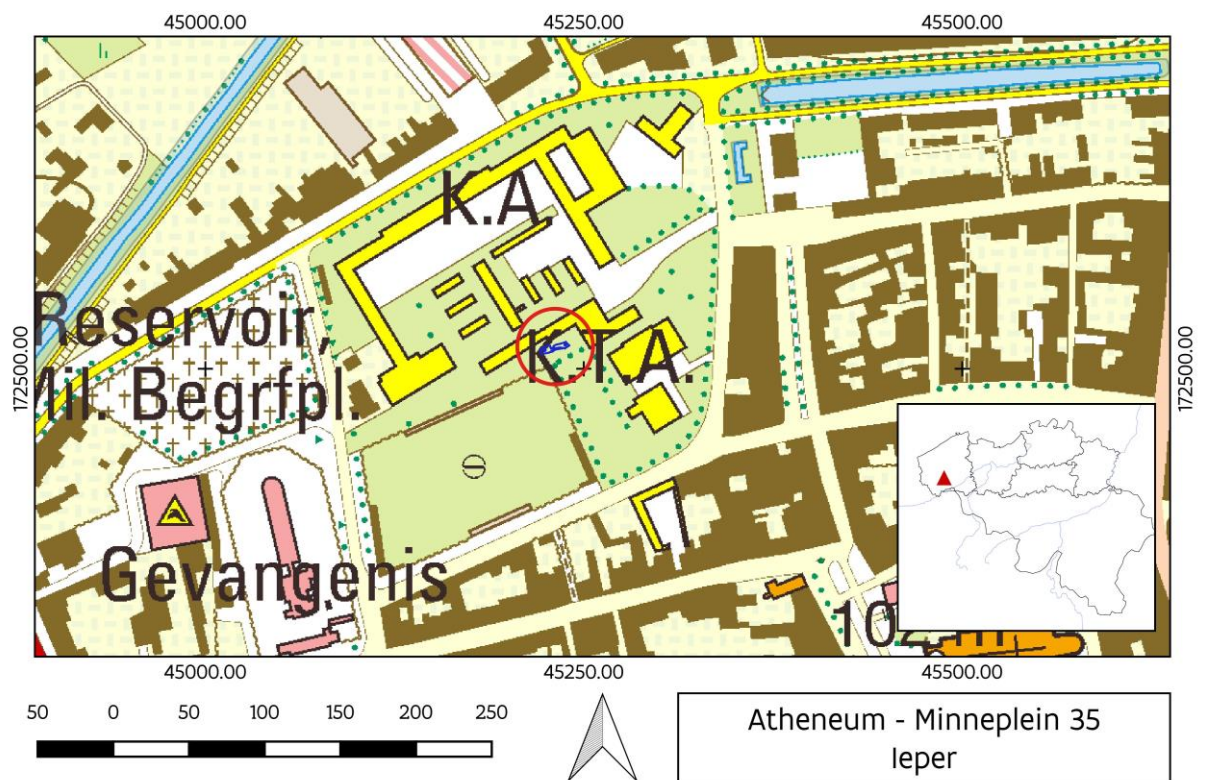 45000.00 45250.00 45500.00
K.A.
Reservoir,
Mil. Begrfpl.
K.T.A.
172500.00 172500.00
Gevangenis
102 m
45000.00 45250.00 45500.00
50 0 50 100 150 200 250
Atheneum - Minneplein 35
Ieper